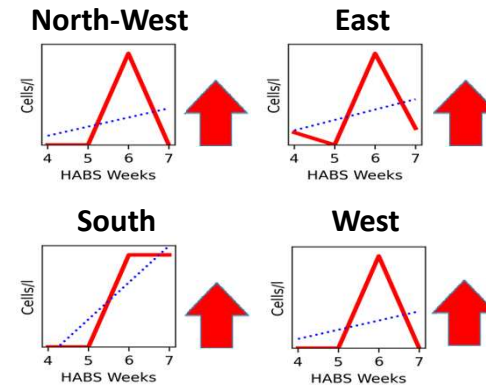 North-West
Cells/l
4 5 6 7
HABS Weeks
East
Cells/l
4 5 6 7
HABS Weeks
South
Cells/l
4 5 6 7
HABS Weeks
West
Cells/l
4 5 6 7
HABS Weeks